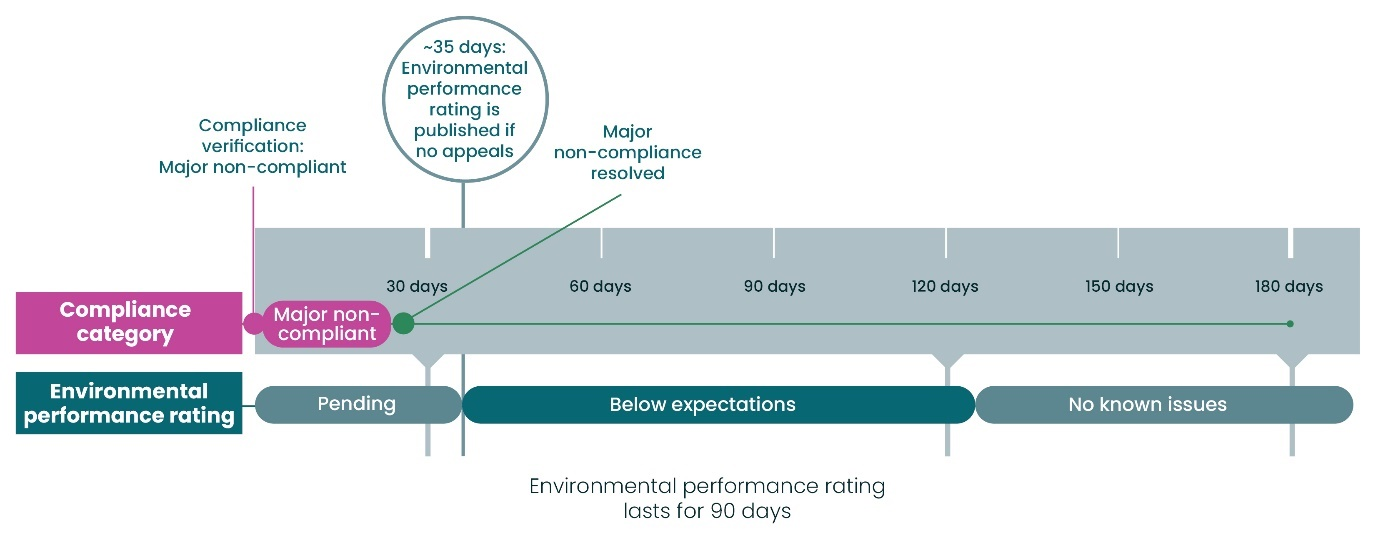 ~35 days:
Environmental
performance
rating is
published if
no appeals
Compliance
verification:
Major non-compliant
Major
non-compliance
resolved
30 days
60 days
90 days
120 days
150 days
180 days
Compliance
category
Major non-
compliant
Environmental
performance rating
Pending
Below expectations
No known issues
Environmental performance rating
lasts for 90 days